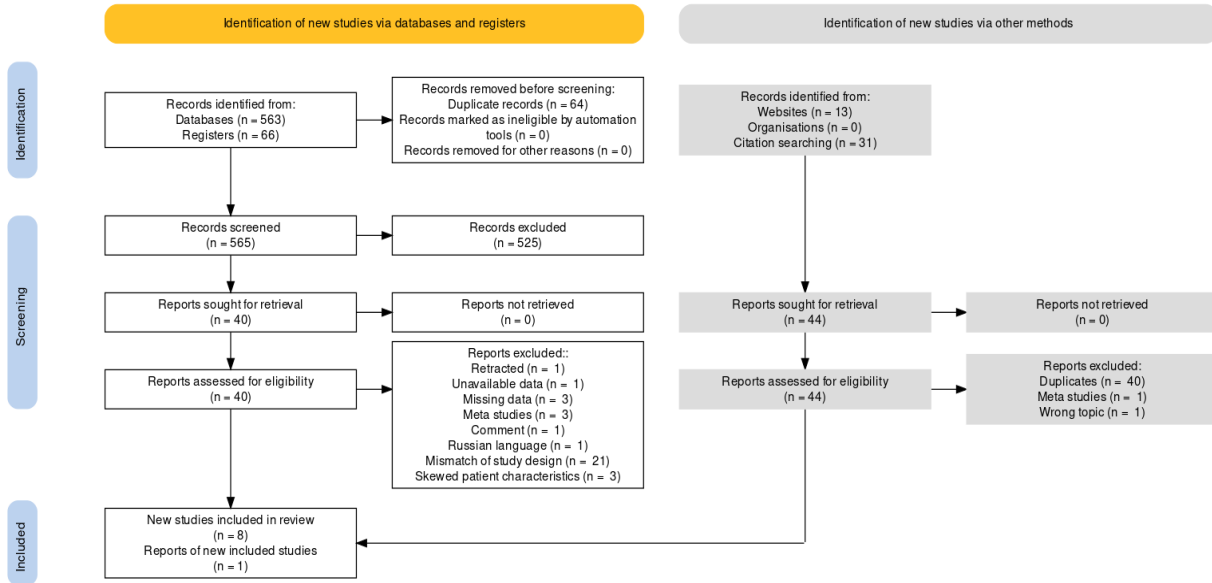 Identification of new studies via databases and registers
Identification of new studies via other methods
Identification
Records identified from:
Databases (n = 563)
Registers (n = 66)
Records removed before screening:
Duplicate records (n = 64)
Records marked as ineligible by automation
tools (n = 0)
Records removed for other reasons (n = 0)
Records identified from:
Websites (n = 13)
Organisations (n = 0)
Citation searching (n = 31)
Screening
Records screened
(n = 565)
Records excluded
(n = 525)
Reports sought for retrieval
(n = 40)
Reports not retrieved
(n = 0)
Reports sought for retrieval
(n = 44)
Reports not retrieved
(n = 0)
Reports assessed for eligibility
(n = 40)
Reports excluded::
Retracted (n = 1)
Unavailable data (n = 1)
Missing data (n = 3)
Meta studies (n = 3)
Comment (n = 1)
Russian language (n = 1)
Mismatch of study design (n = 21)
Skewed patient characteristics (n = 3)
Reports assessed for eligibility
(n = 44)
Reports excluded:
Duplicates (n = 40)
Meta studies (n = 1)
Wrong topic (n = 1)
Included
New studies included in review
(n = 8)
Reports of new included studies
(n = 1)